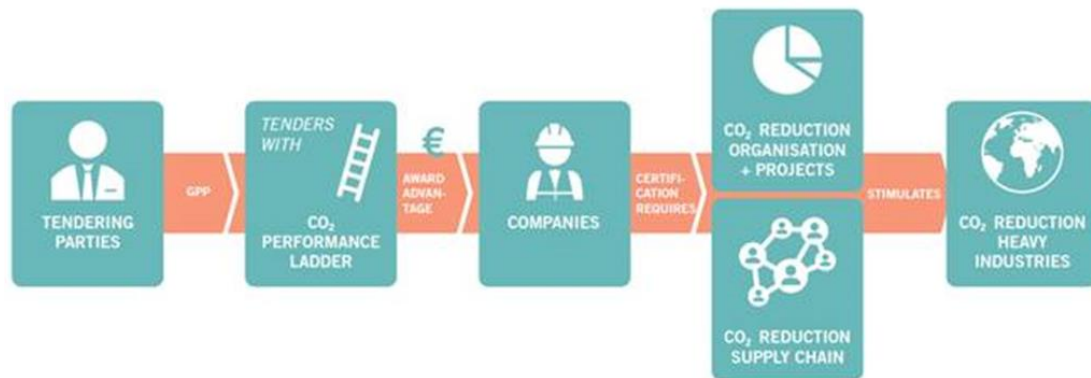 TENDERING
PARTIES
GPP
TENDERS
WITH
CO₂
PERFORMANCE
LADDER
€
AWARD
ADVAN-
TAGE
COMPANIES
CERTIFI-
CATION
REQUIRES
CO₂ REDUCTION
ORGANISATION
+ PROJECTS
CO₂ REDUCTION
SUPPLY CHAIN
STIMULATES
CO₂ REDUCTION
HEAVY
INDUSTRIES